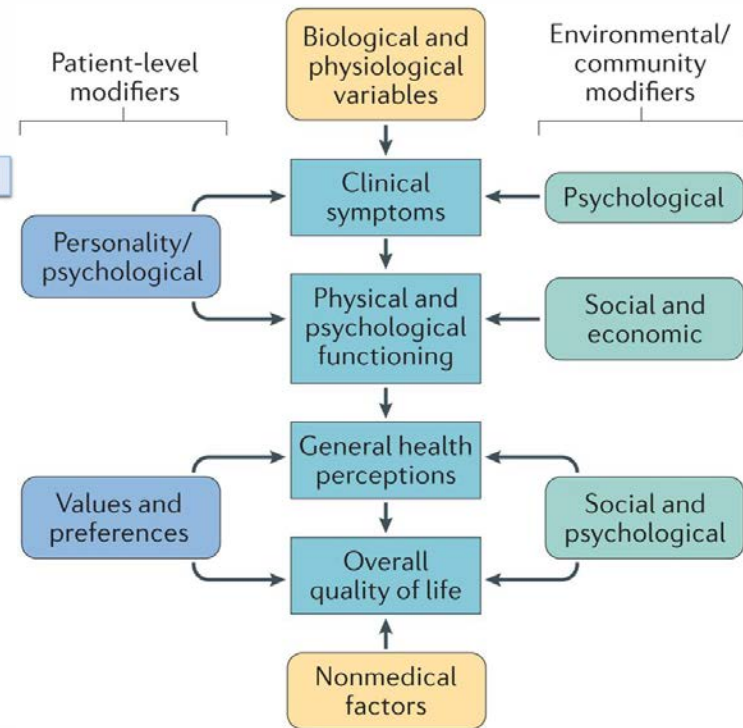 Patient-level
modifiers
Biological and
physiological
variables
Environmental/
community
modifiers
Clinical
symptoms
Psychological
Personality/
psychological
Physical and
psychological
functioning
Social and
economic
General health
perceptions
Values and
preferences
Social and
psychological
Overall
quality of life
Nonmedical
factors